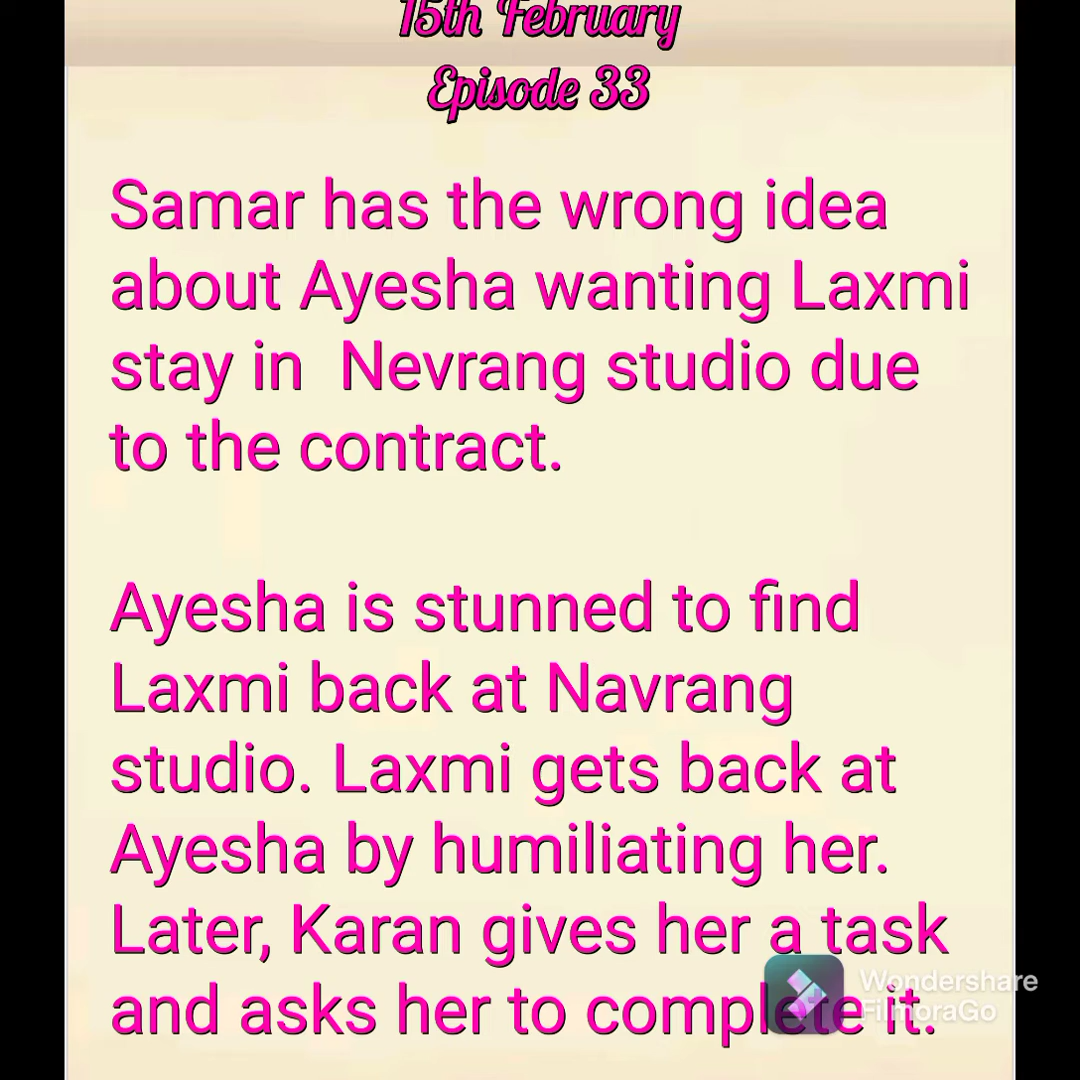 15th February
Episode 33
Samar has the wrong idea
about Ayesha wanting Laxmi
stay in  Nevrang studio due
to the contract.
Ayesha is stunned to find
Laxmi back at Navrang
studio. Laxmi gets back at
Ayesha by humiliating her.
Later, Karan gives her a task
and asks her to complete it.
Wondershare
FilmoraGo